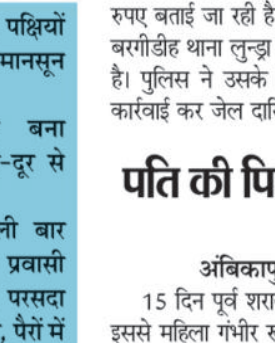 पक्षियों
मानसून
बना
-दूर से
नी बार
प्रवासी
परसदा
, पैरों में
रुपए बताई जा रही है
बरगीडीह थाना लुन्ड्रा
है। पुलिस ने उसके
कार्रवाई कर जेल दाि
पति की पि
अंबिकापु
15 दिन पूर्व शरा
इससे महिला गंभीर रू